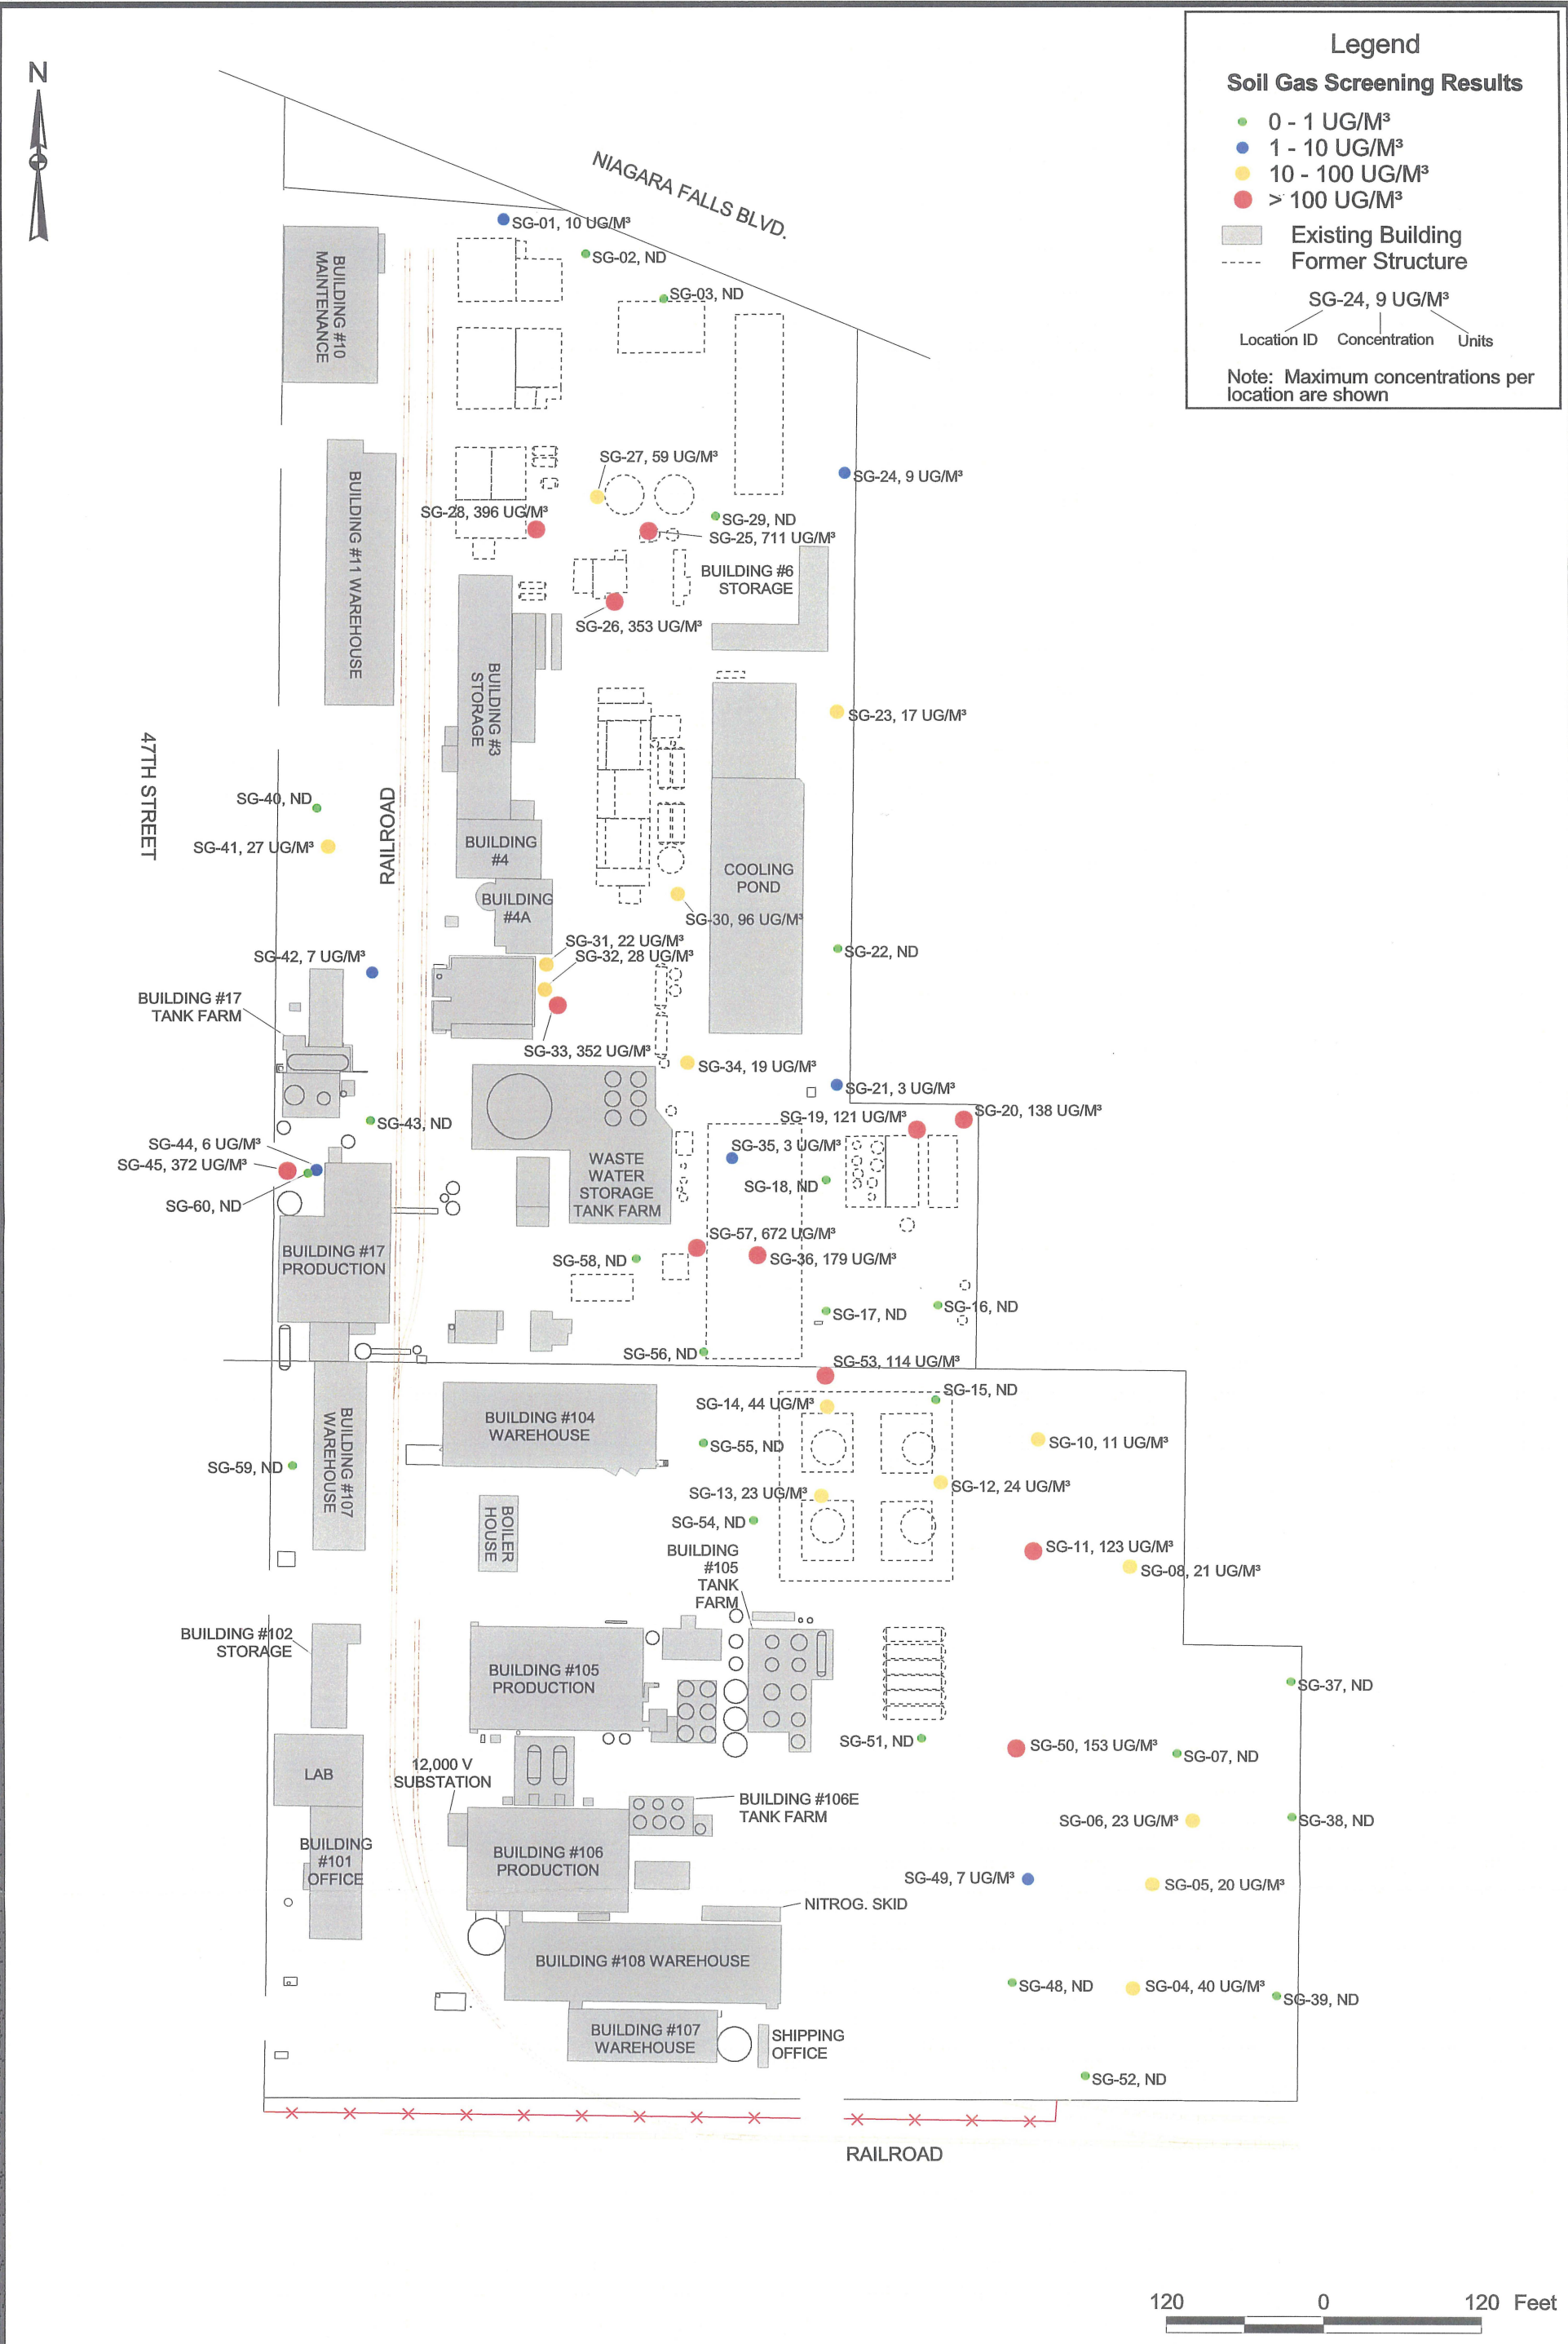 Legend
Soil Gas Screening Results
0 - 1 UG/M³
1 - 10 UG/M³
10 - 100 UG/M³
> 100 UG/M³
Existing Building
Former Structure
SG-24, 9 UG/M³
Location ID
Concentration
Units
Note: Maximum concentrations per
location are shown
N
NIAGARA FALLS BLVD.
SG-01, 10 UG/M³
SG-02, ND
SG-03, ND
BUILDING #10
MAINTENANCE
SG-27, 59 UG/M³
SG-24, 9 UG/M³
SG-28, 396 UG/M³
SG-29, ND
SG-25, 711 UG/M³
BUILDING #11 WAREHOUSE
BUILDING #6
STORAGE
SG-26, 353 UG/M³
BUILDING #3
STORAGE
SG-23, 17 UG/M³
47TH STREET
RAILROAD
SG-40, ND
SG-41, 27 UG/M³
BUILDING
#4
COOLING
POND
BUILDING
#4A
SG-30, 96 UG/M³
SG-31, 22 UG/M³
SG-32, 28 UG/M³
SG-22, ND
SG-42, 7 UG/M³
BUILDING #17
TANK FARM
SG-33, 352 UG/M³
SG-34, 19 UG/M³
SG-21, 3 UG/M³
SG-19, 121 UG/M³
SG-20, 138 UG/M³
SG-43, ND
SG-44, 6 UG/M³
SG-45, 372 UG/M³
SG-60, ND
SG-35, 3 UG/M³
WASTE
WATER
STORAGE
TANK FARM
SG-18, ND
SG-57, 672 UG/M³
SG-36, 179 UG/M³
SG-58, ND
BUILDING #17
PRODUCTION
SG-17, ND
SG-16, ND
SG-56, ND
SG-53, 114 UG/M³
SG-15, ND
SG-14, 44 UG/M³
BUILDING #104
WAREHOUSE
SG-55, ND
SG-10, 11 UG/M³
BUILDING #107
WAREHOUSE
SG-59, ND
SG-12, 24 UG/M³
SG-13, 23 UG/M³
SG-54, ND
BOILER
HOUSE
SG-11, 123 UG/M³
SG-08, 21 UG/M³
BUILDING
#105
TANK
FARM
BUILDING #102
STORAGE
BUILDING #105
PRODUCTION
SG-37, ND
SG-51, ND
SG-50, 153 UG/M³
SG-07, ND
LAB
12,000 V
SUBSTATION
BUILDING #106E
TANK FARM
SG-06, 23 UG/M³
SG-38, ND
BUILDING
#101
OFFICE
BUILDING #106
PRODUCTION
SG-49, 7 UG/M³
SG-05, 20 UG/M³
NITROG. SKID
BUILDING #108 WAREHOUSE
SG-48, ND
SG-04, 40 UG/M³
SG-39, ND
BUILDING #107
WAREHOUSE
SHIPPING
OFFICE
SG-52, ND
RAILROAD
120 0 120 Feet